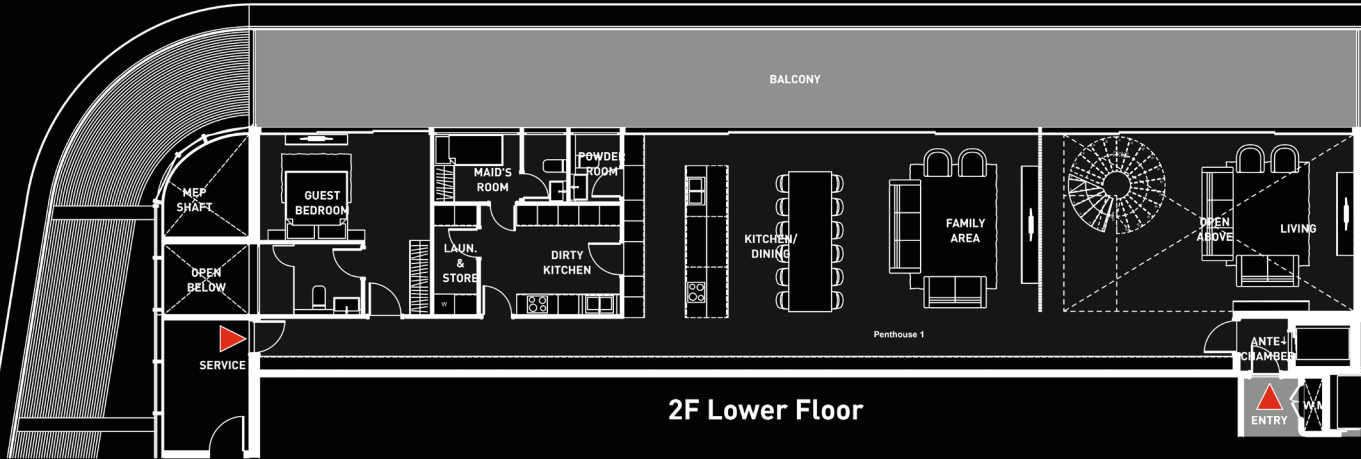 BALCONY
MEP
SHAFT
GUEST
BEDROOM
MAID'S
ROOM
POWDER
ROOM
OPEN
BELOW
LAUN.
&
STORE
W
DIRTY
KITCHEN
KITCHEN/
DINING
FAMILY
AREA
OPEN
ABOVE
LIVING
Penthouse 1
SERVICE
ANTE
CHAMBER
2F Lower Floor
ENTRY
W.M